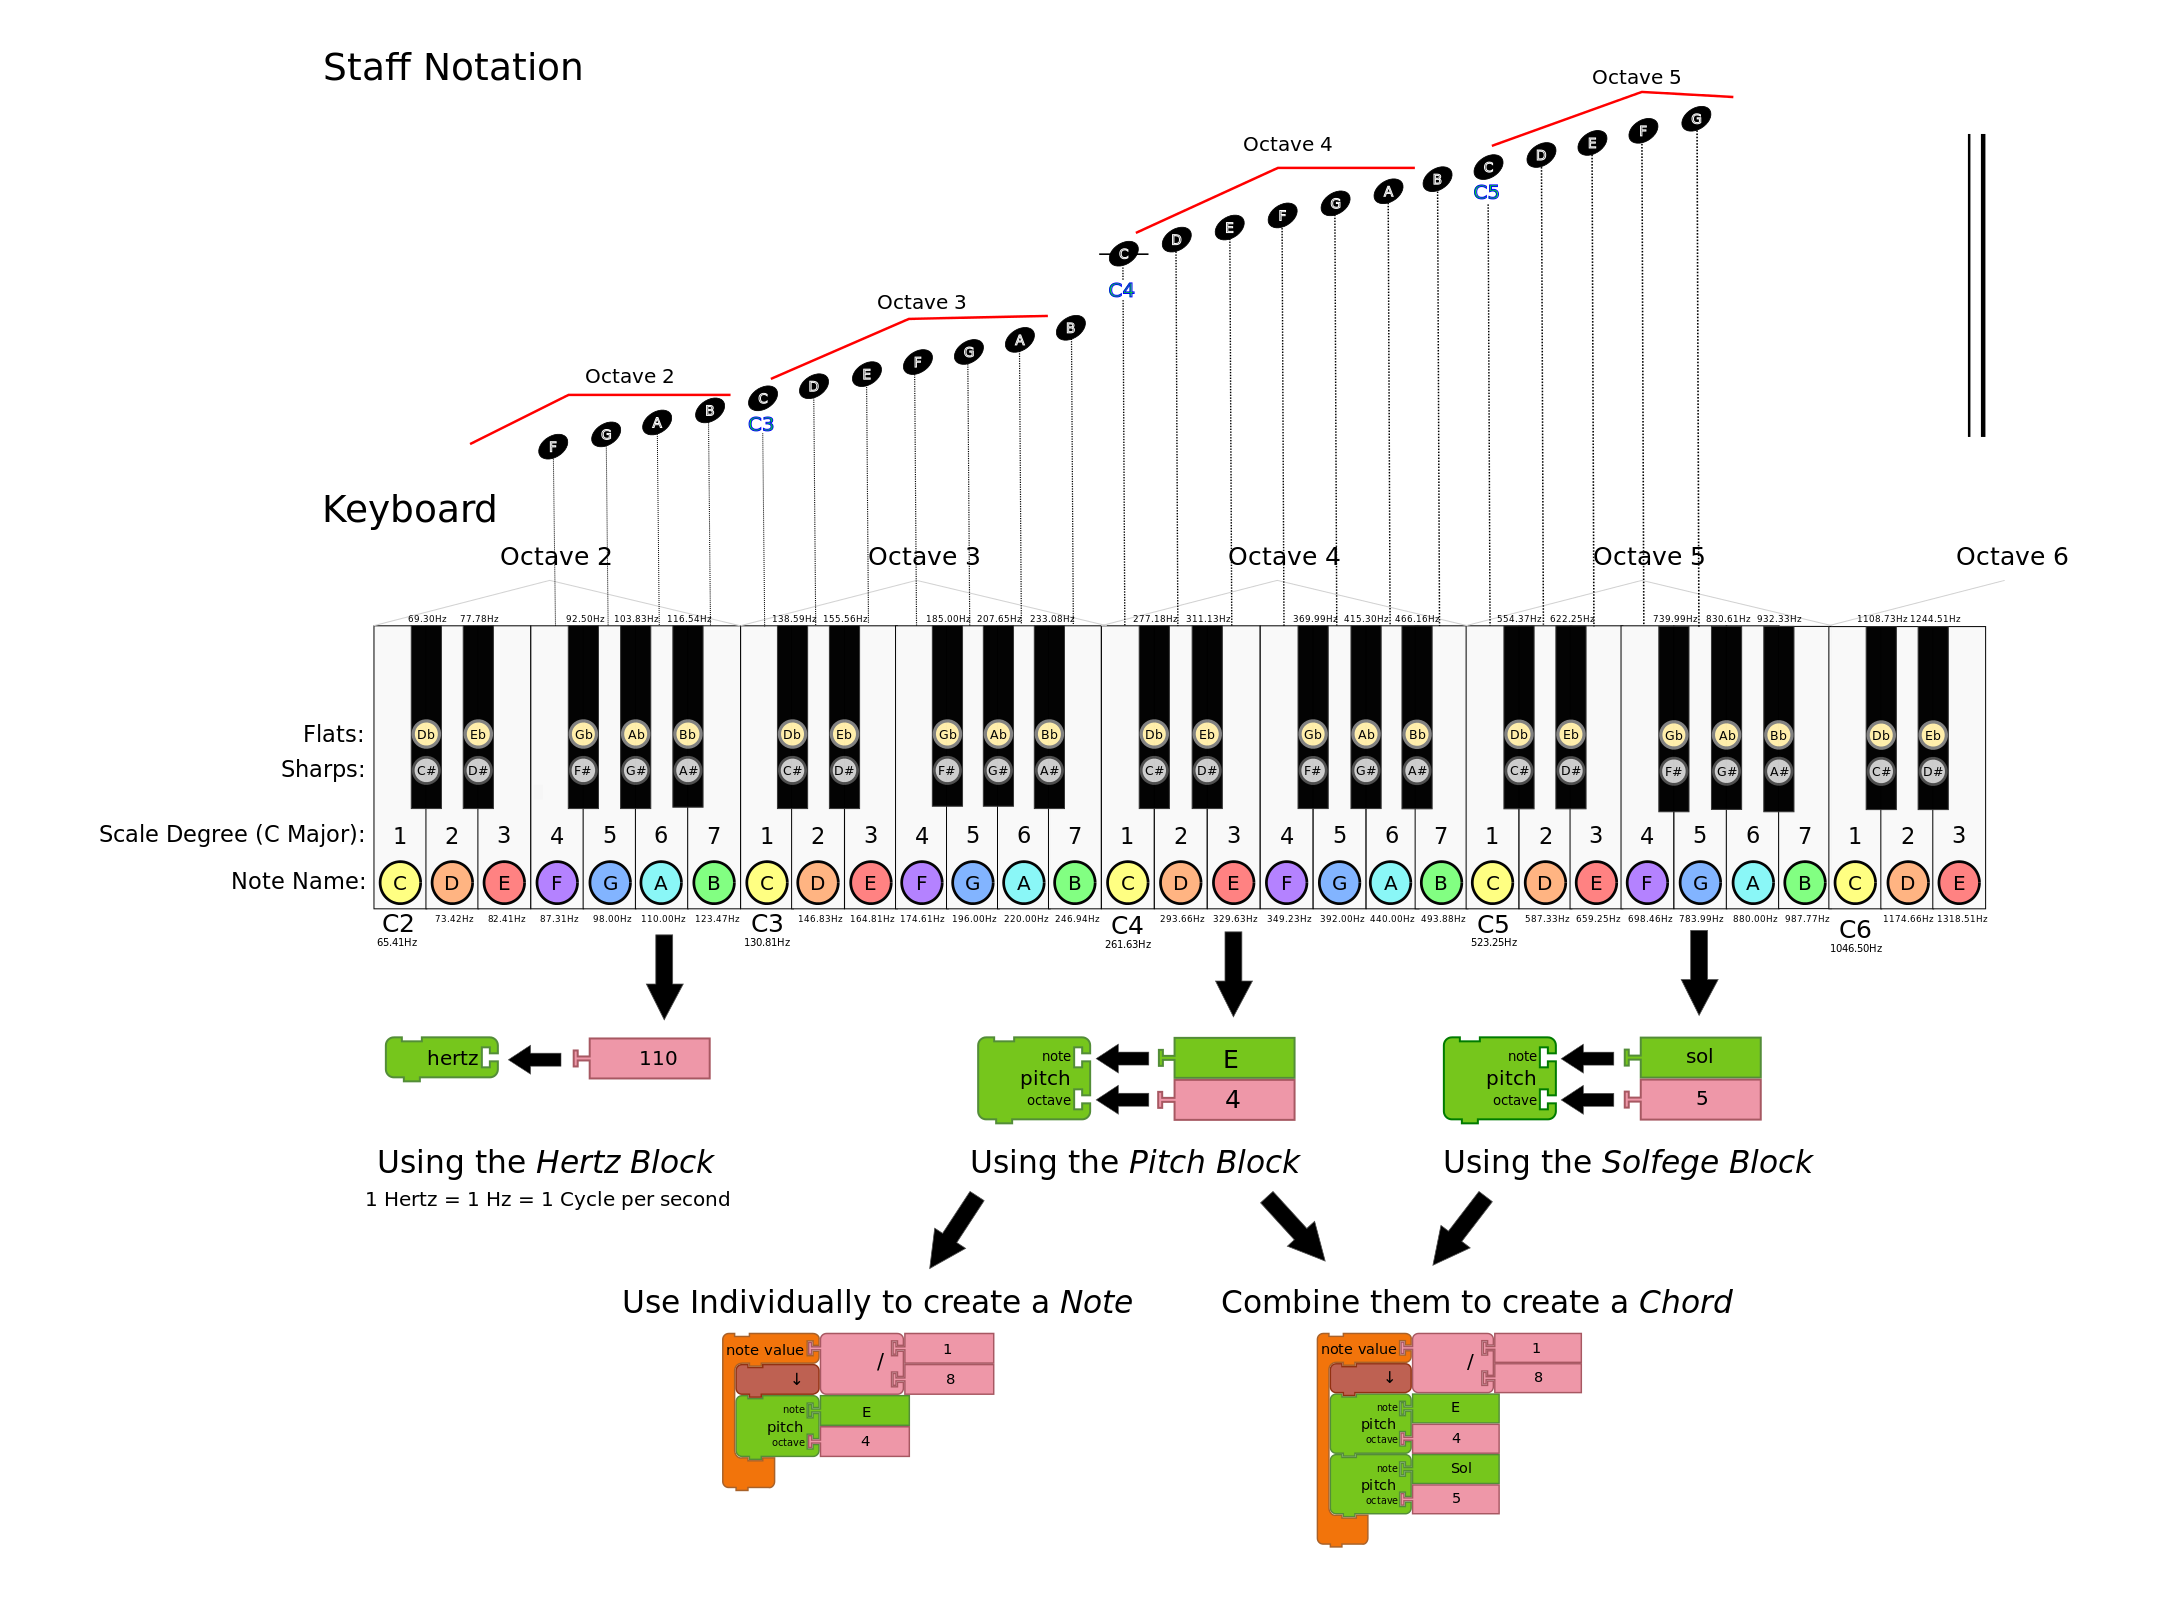 Staff Notation
Octave 5
G
F
E
D
C
C5
Octave 4
B
A
G
F
E
D
C
C4
Octave 3
B
A
G
F
E
D
C
C3
Octave 2
B
A
G
F
Keyboard
Octave 2 Octave 3 Octave 4 Octave 5 Octave 6
69.30Hz 77.78Hz 92.50Hz 103.83Hz 116.54Hz 138.59Hz 155.56Hz 185.00Hz 207.65Hz 233.08Hz 277.18Hz 311.13Hz 369.99Hz 415.30Hz 466.16Hz 554.37Hz 622.25Hz 739.99Hz 830.61Hz 932.33Hz 1108.73Hz 1244.51Hz
Flats: Db Eb Gb Ab Bb Db Eb Gb Ab Bb Db Eb Gb Ab Bb Db Eb Gb Ab Bb Db Eb
Sharps: C# D# F# G# A# C# D# F# G# A# C# D# F# G# A# C# D# F# G# A# C# D#
Scale Degree (C Major): 1 2 3 4 5 6 7 1 2 3 4 5 6 7 1 2 3 4 5 6 7 1 2 3 4 5 6 7 1 2 3
Note Name: C D E F G A B C D E F G A B C D E F G A B C D E F G A B C D E
C2 73.42Hz 82.41Hz 87.31Hz 98.00Hz 110.00Hz 123.47Hz C3 146.83Hz 164.81Hz 174.61Hz 196.00Hz 220.00Hz 246.94Hz C4 293.66Hz 329.63Hz 349.23Hz 392.00Hz 440.00Hz 493.88Hz C5 587.33Hz 659.25Hz 698.46Hz 783.99Hz 880.00Hz 987.77Hz C6 1174.66Hz 1318.51Hz
65.41Hz 130.81Hz 261.63Hz 523.25Hz 1046.50Hz
hertz 110
note E
pitch
octave 4
note sol
pitch
octave 5
Using the Hertz Block
1 Hertz = 1 Hz = 1 Cycle per second
Using the Pitch Block
Using the Solfege Block
Use Individually to create a Note
note value / 1
↓ 8
note E
pitch
octave 4
Combine them to create a Chord
note value / 1
↓ 8
note E
pitch
octave 4
note Sol
pitch
octave 5